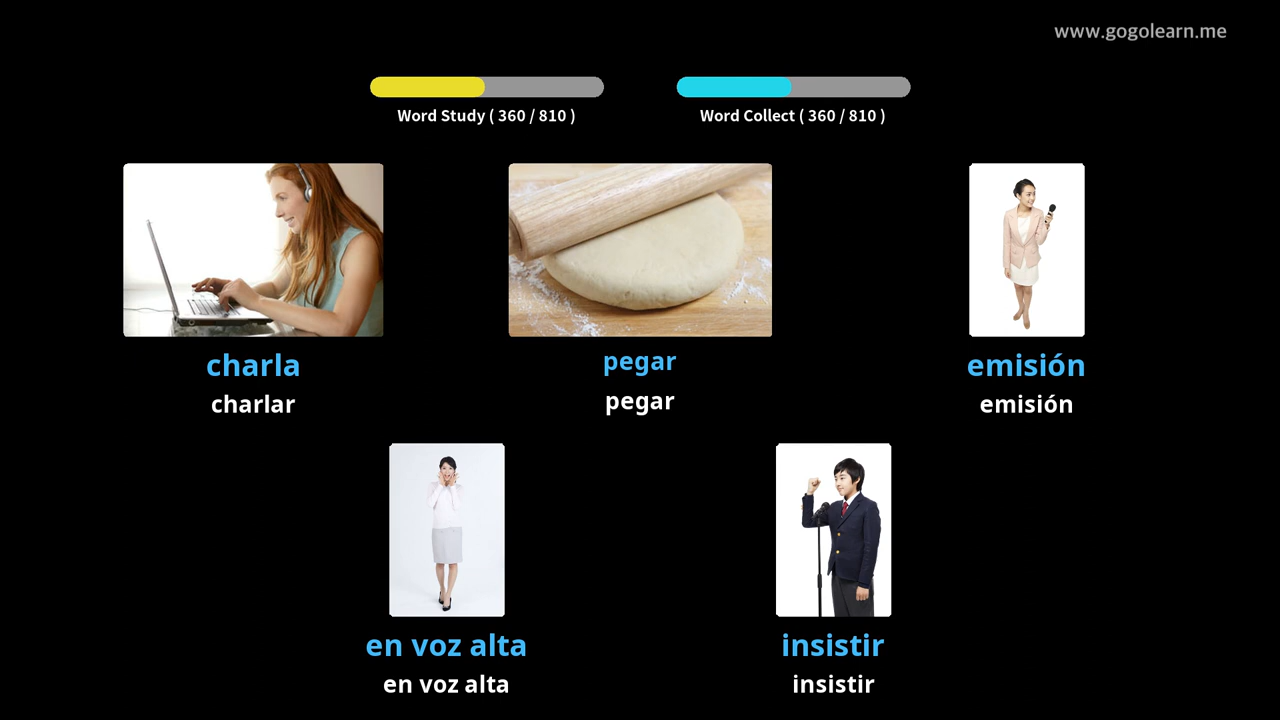 www.gogolearn.me
Word Study ( 360 / 810 )
Word Collect ( 360 / 810 )
charla
charlar
pegar
pegar
emisión
emisión
en voz alta
en voz alta
insistir
insistir